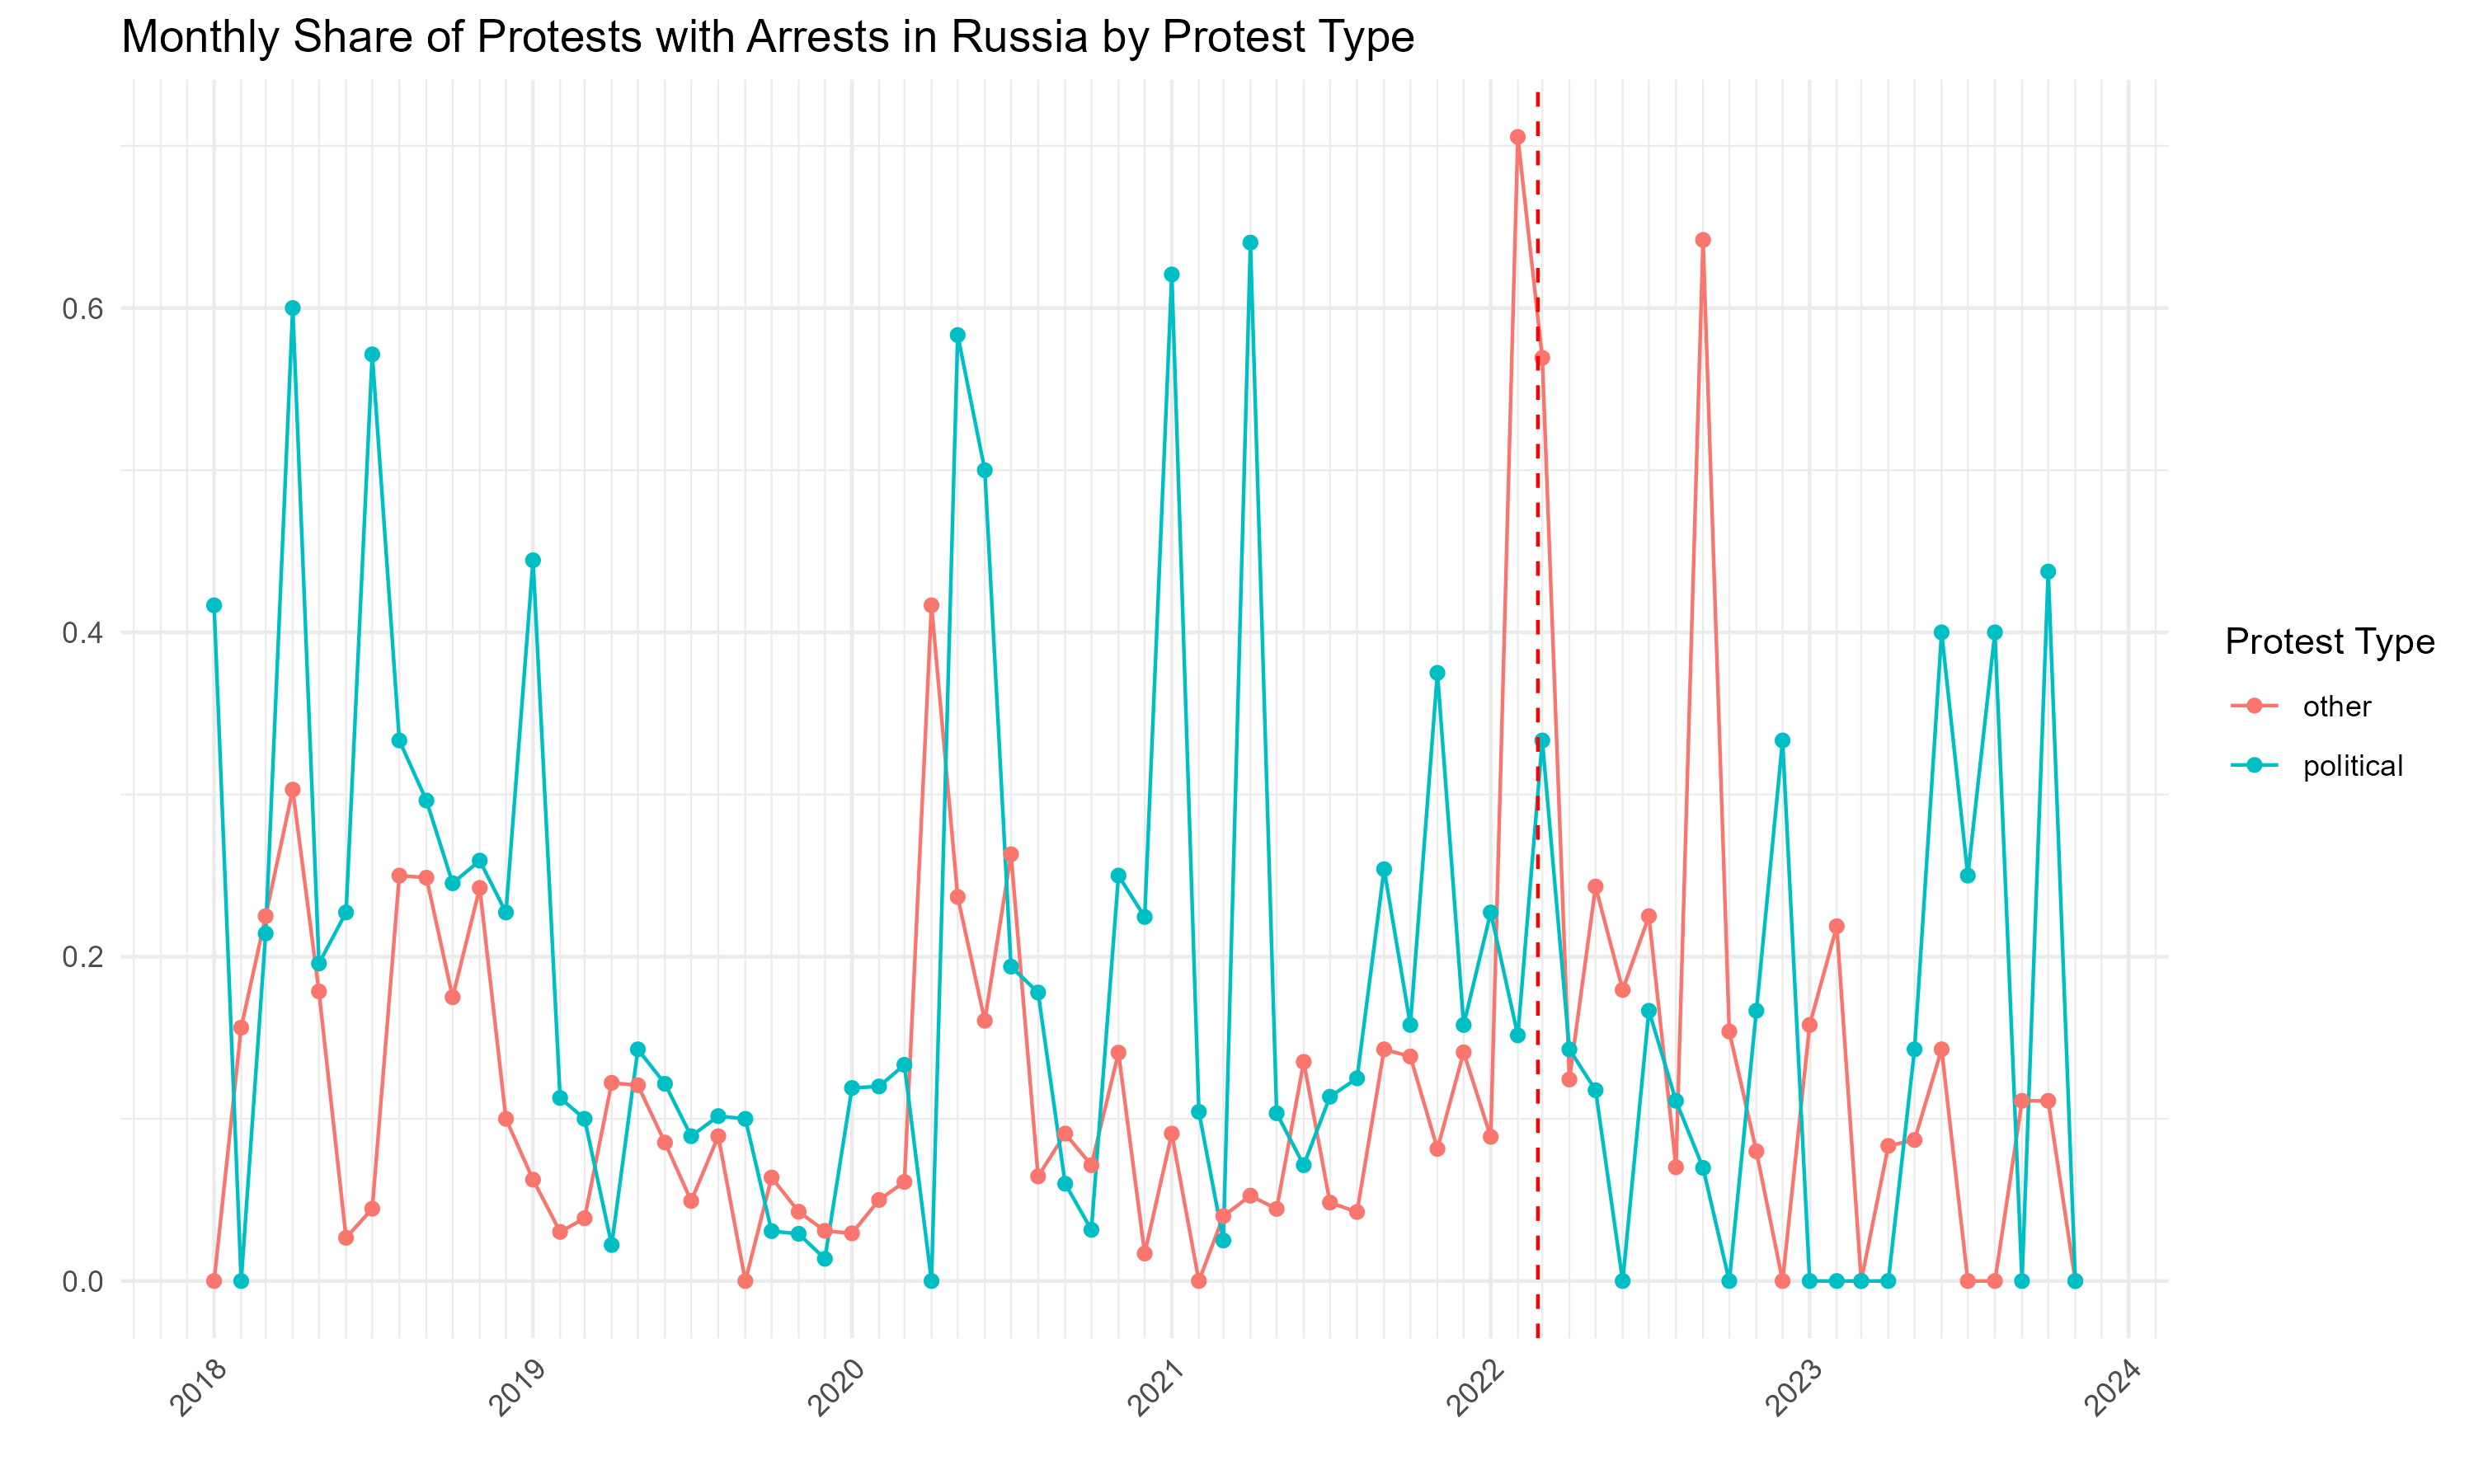 Monthly Share of Protests with Arrests in Russia by Protest Type
0.6
0.4
0.2
0.0
2018
2019
2020
2021
2022
2023
2024
Protest Type
other
political